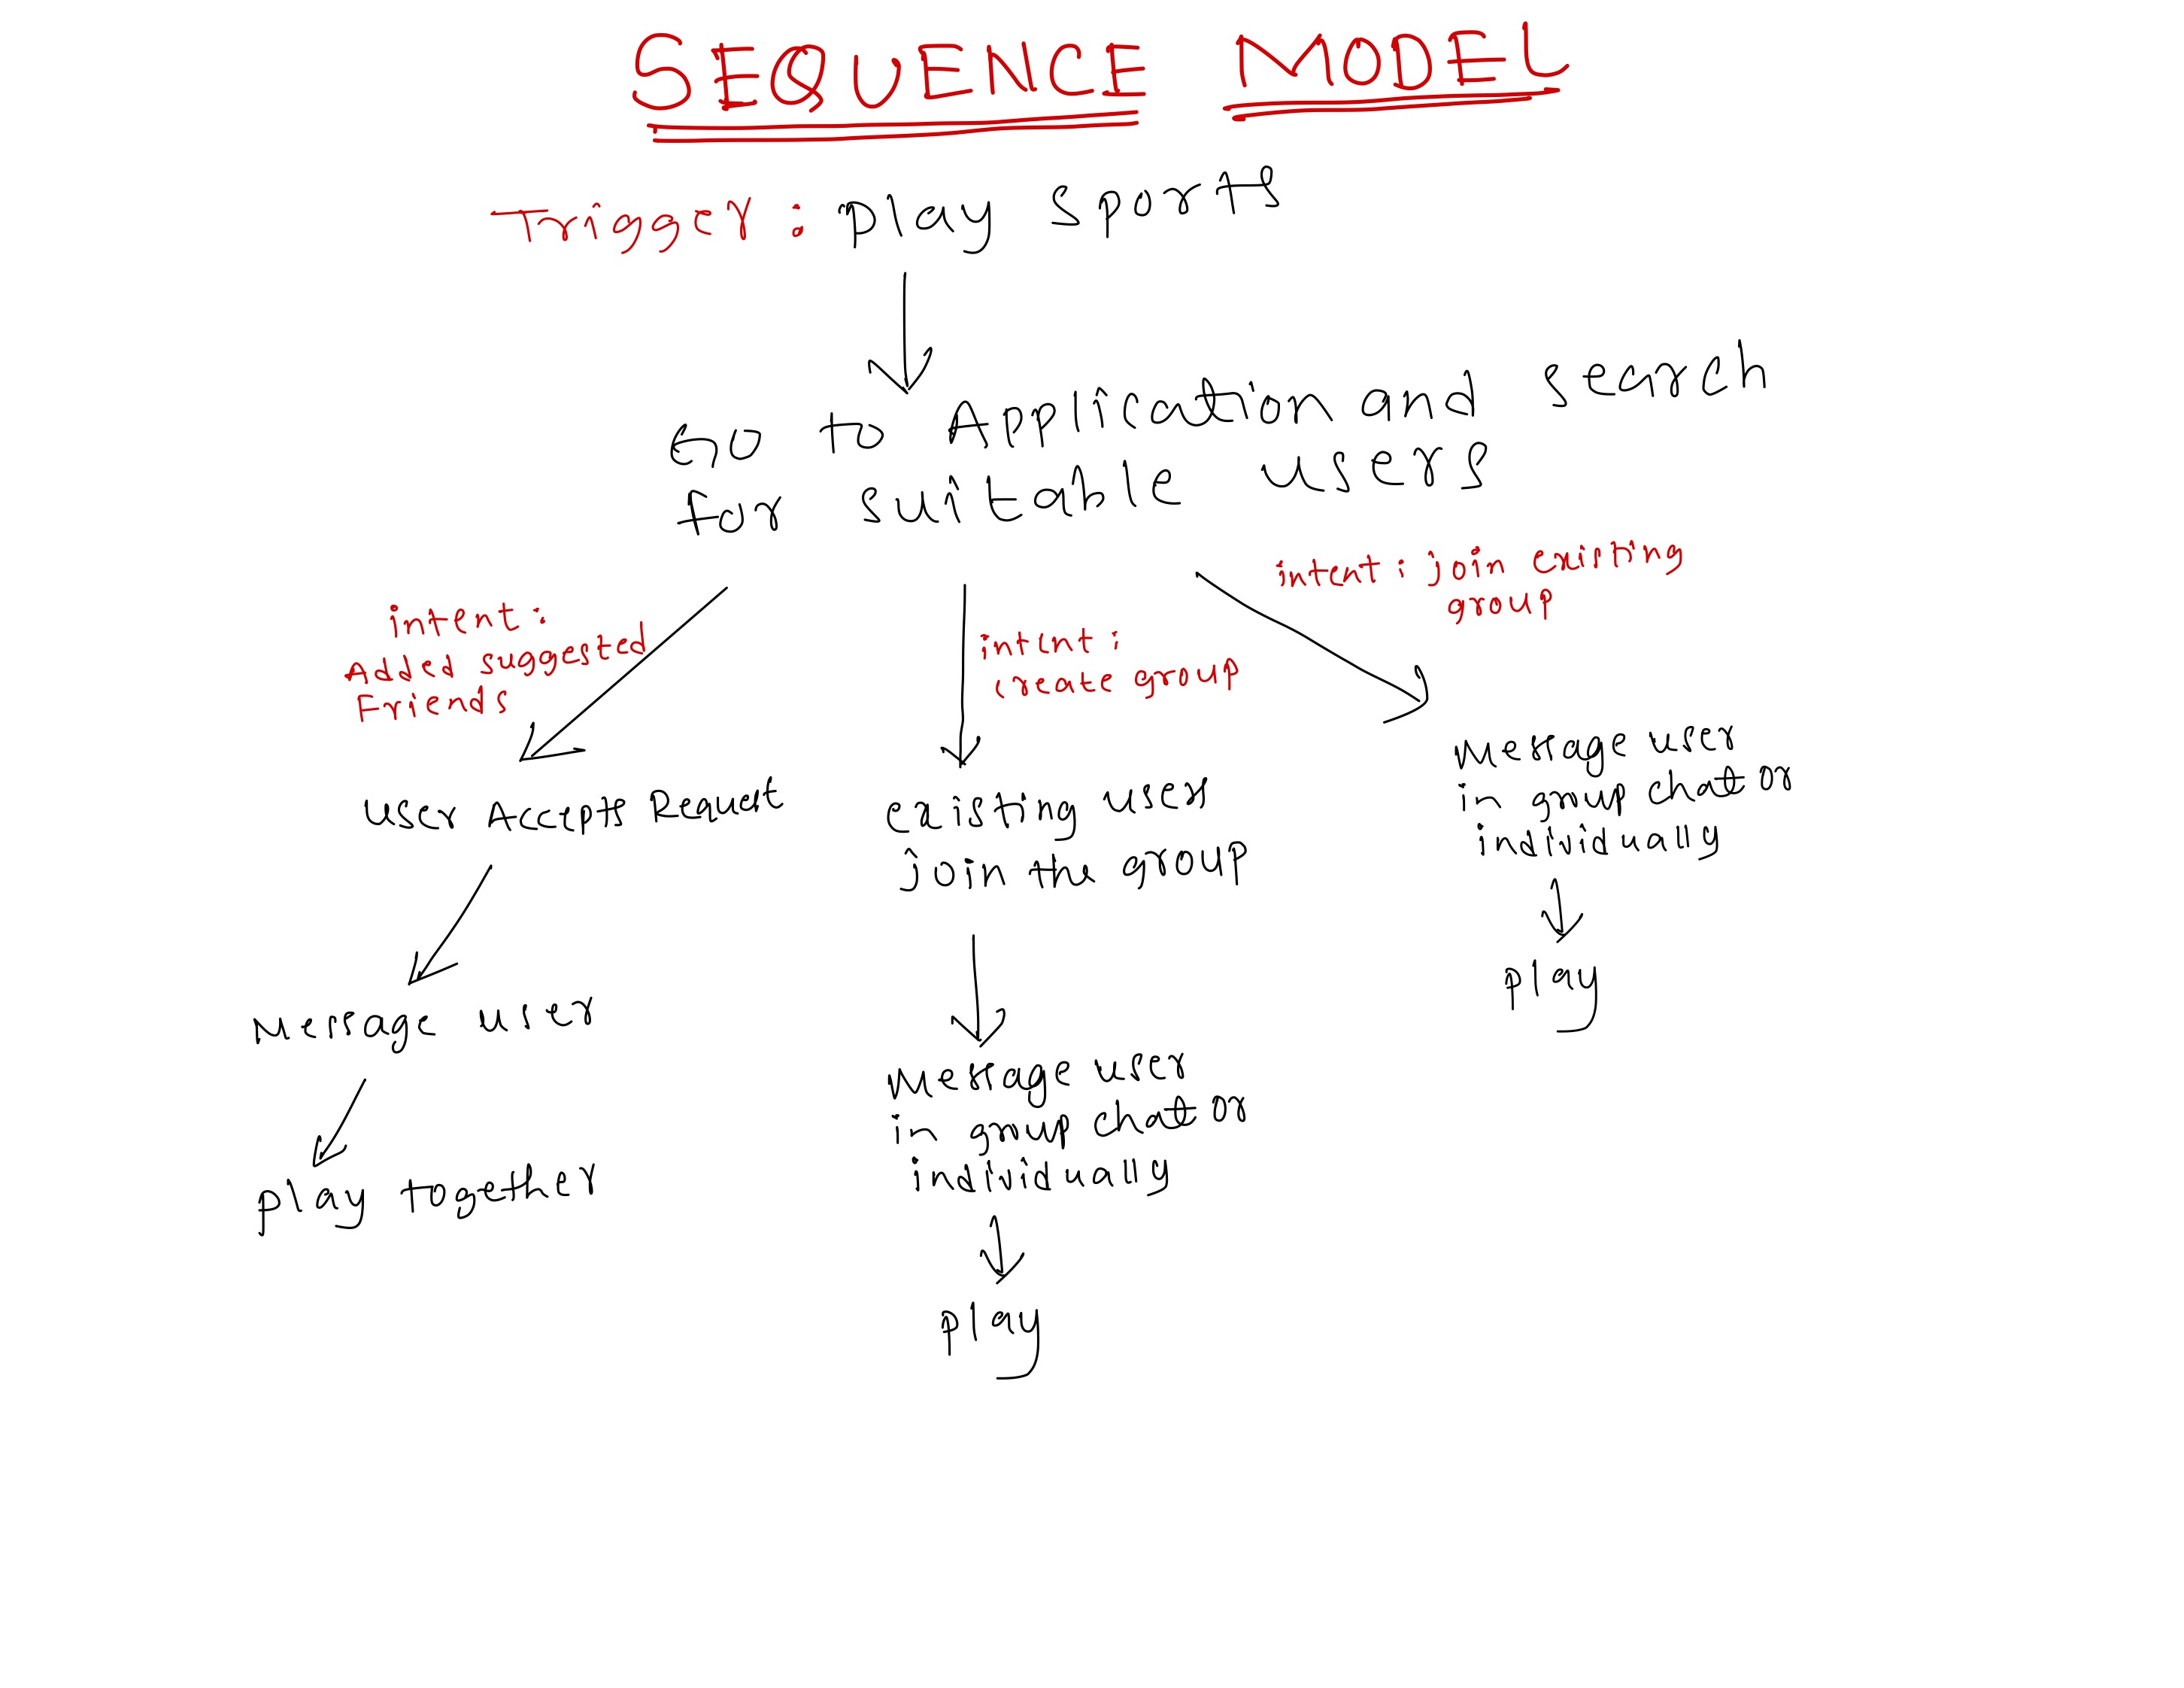 SEQUENCE MODEL
Trigger: play sports
Go to Application and search
for suitable users
intent:
Added suggested
Friends
intent:
create group
intent: join existing
group
User Accepts Request
existing user
join the group
Message user
in group chat or
individually
Message user
play
Message user
in group chat or
individually
play together
play